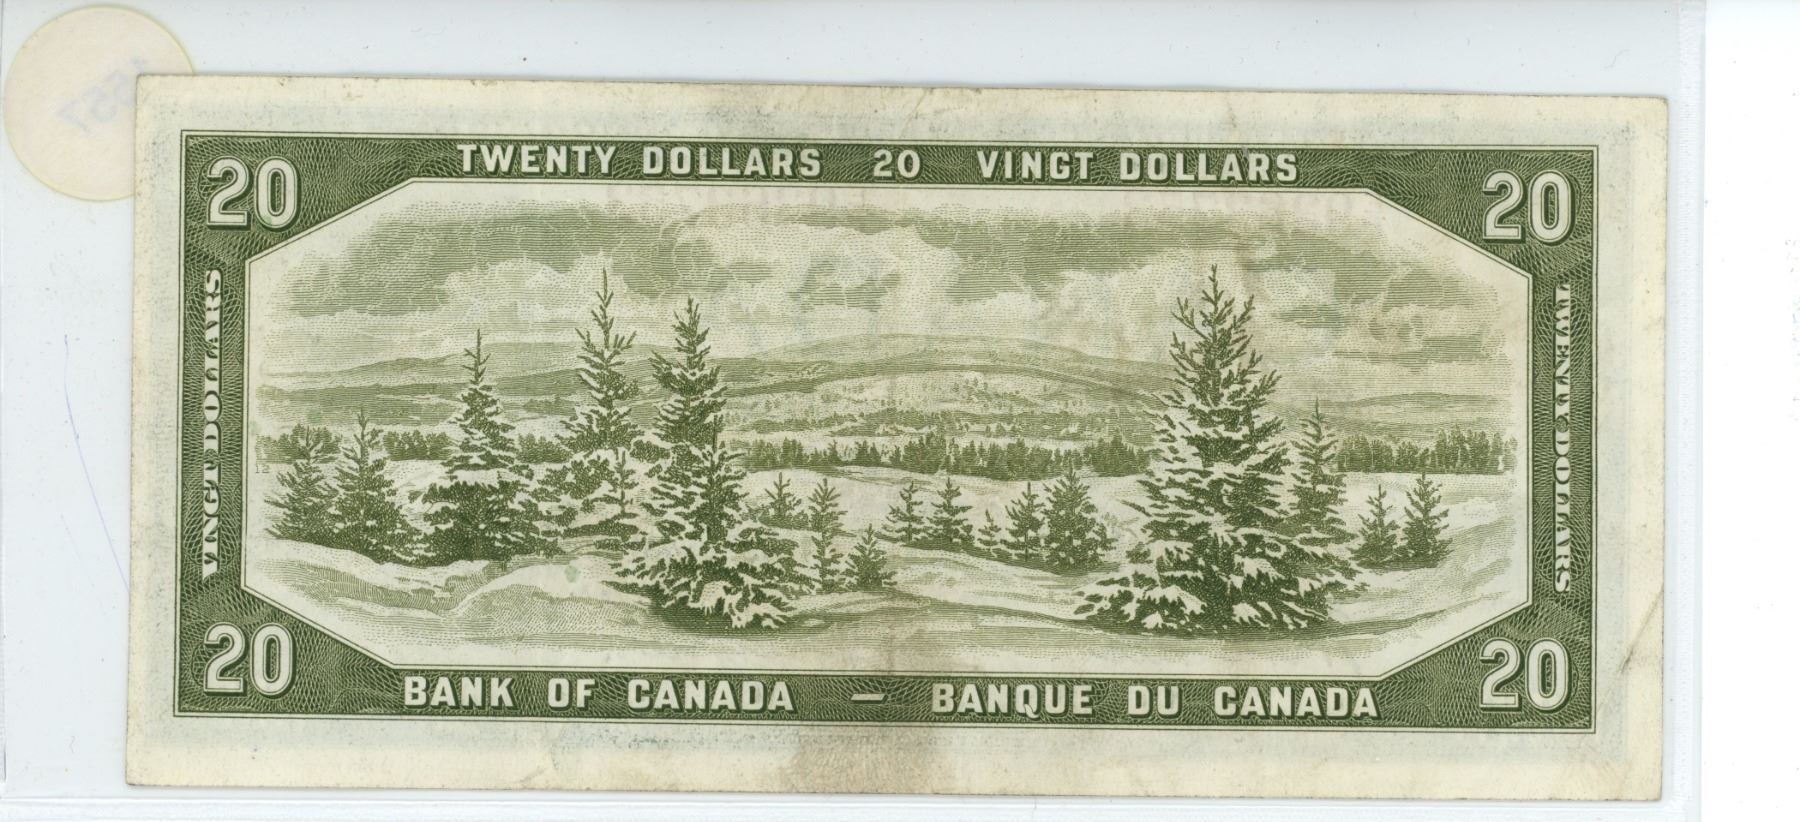 TWENTY DOLLARS 20 VINGT DOLLARS
20
20
VINGT DOLLARS
TWENTY DOLLARS
12
20
20
BANK OF CANADA — BANQUE DU CANADA